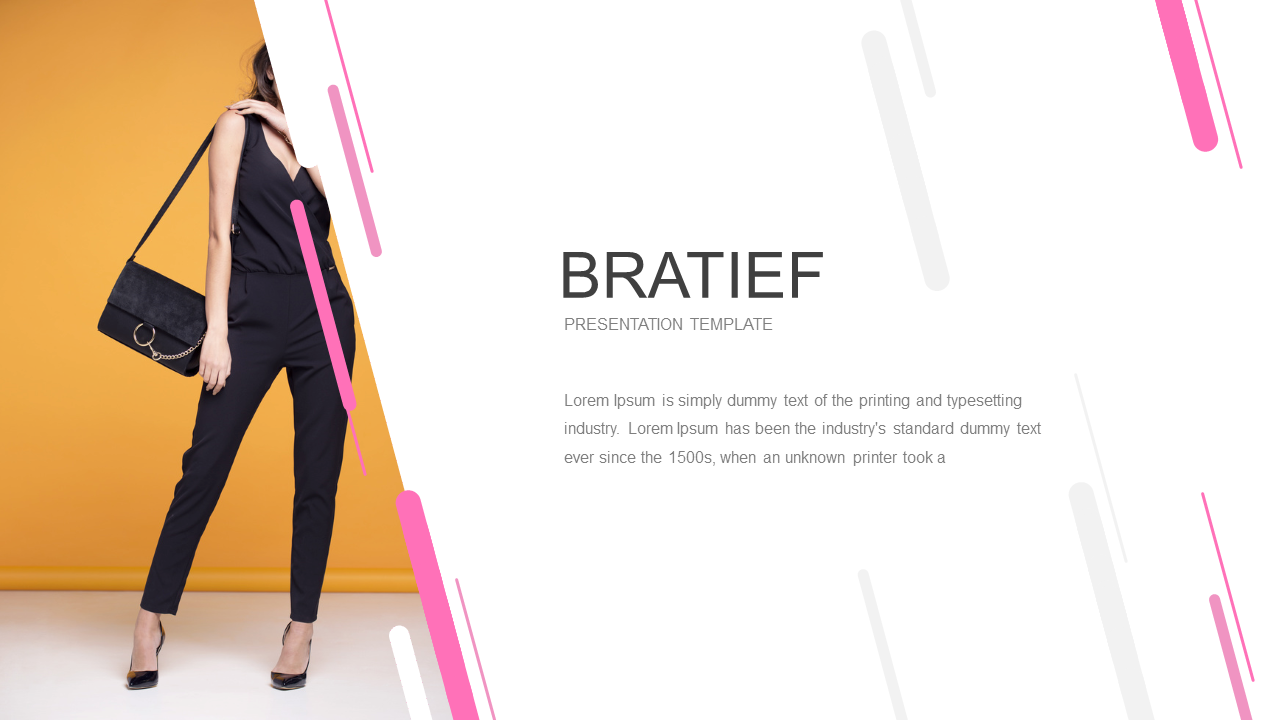 BRATIEF
PRESENTATION TEMPLATE
Lorem Ipsum is simply dummy text of the printing and typesetting
industry. Lorem Ipsum has been the industry's standard dummy text
ever since the 1500s, when an unknown printer took a